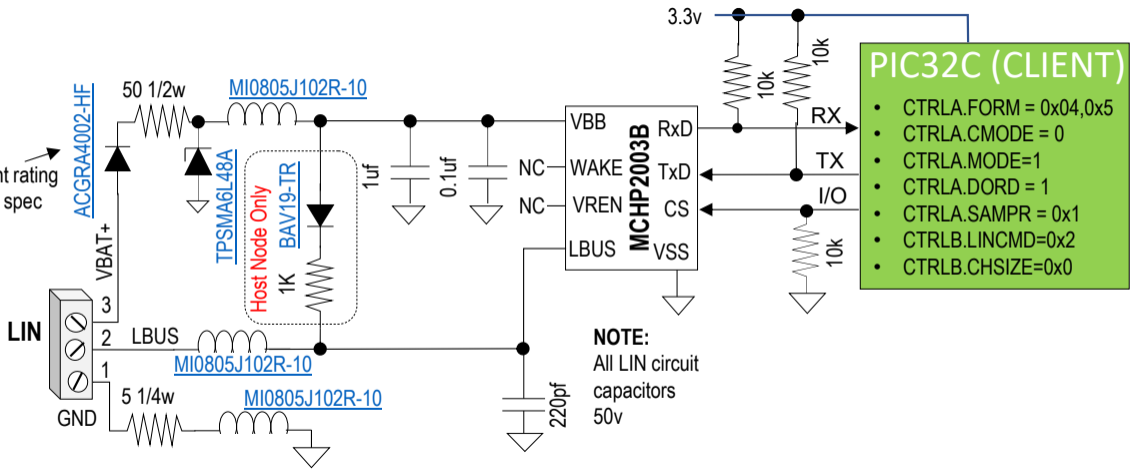 3.3v
10k
10k
PIC32C (CLIENT)
• CTRLA.FORM = 0x04,0x5
• CTRLA.CMODE = 0
• CTRLA.MODE=1
• CTRLA.DORD = 1
• CTRLA.SAMPR = 0x1
• CTRLB.LINCMD=0x2
• CTRLB.CHSIZE=0x0
RX
TX
I/O
10k
50 1/2w
MI0805J102R-10
ACGRA4002-HF
nt rating
spec
TPSMA6L48A
Host Node Only
BAV19-TR
1K
1uf
0.1uf
NC
NC
VBB
WAKE
VREN
LBUS
MCHP2003B
RxD
TxD
CS
VSS
VBAT+
LIN
3
2
1
LBUS
MI0805J102R-10
GND
5 1/4w
MI0805J102R-10
220pf
NOTE:
All LIN circuit
capacitors
50v